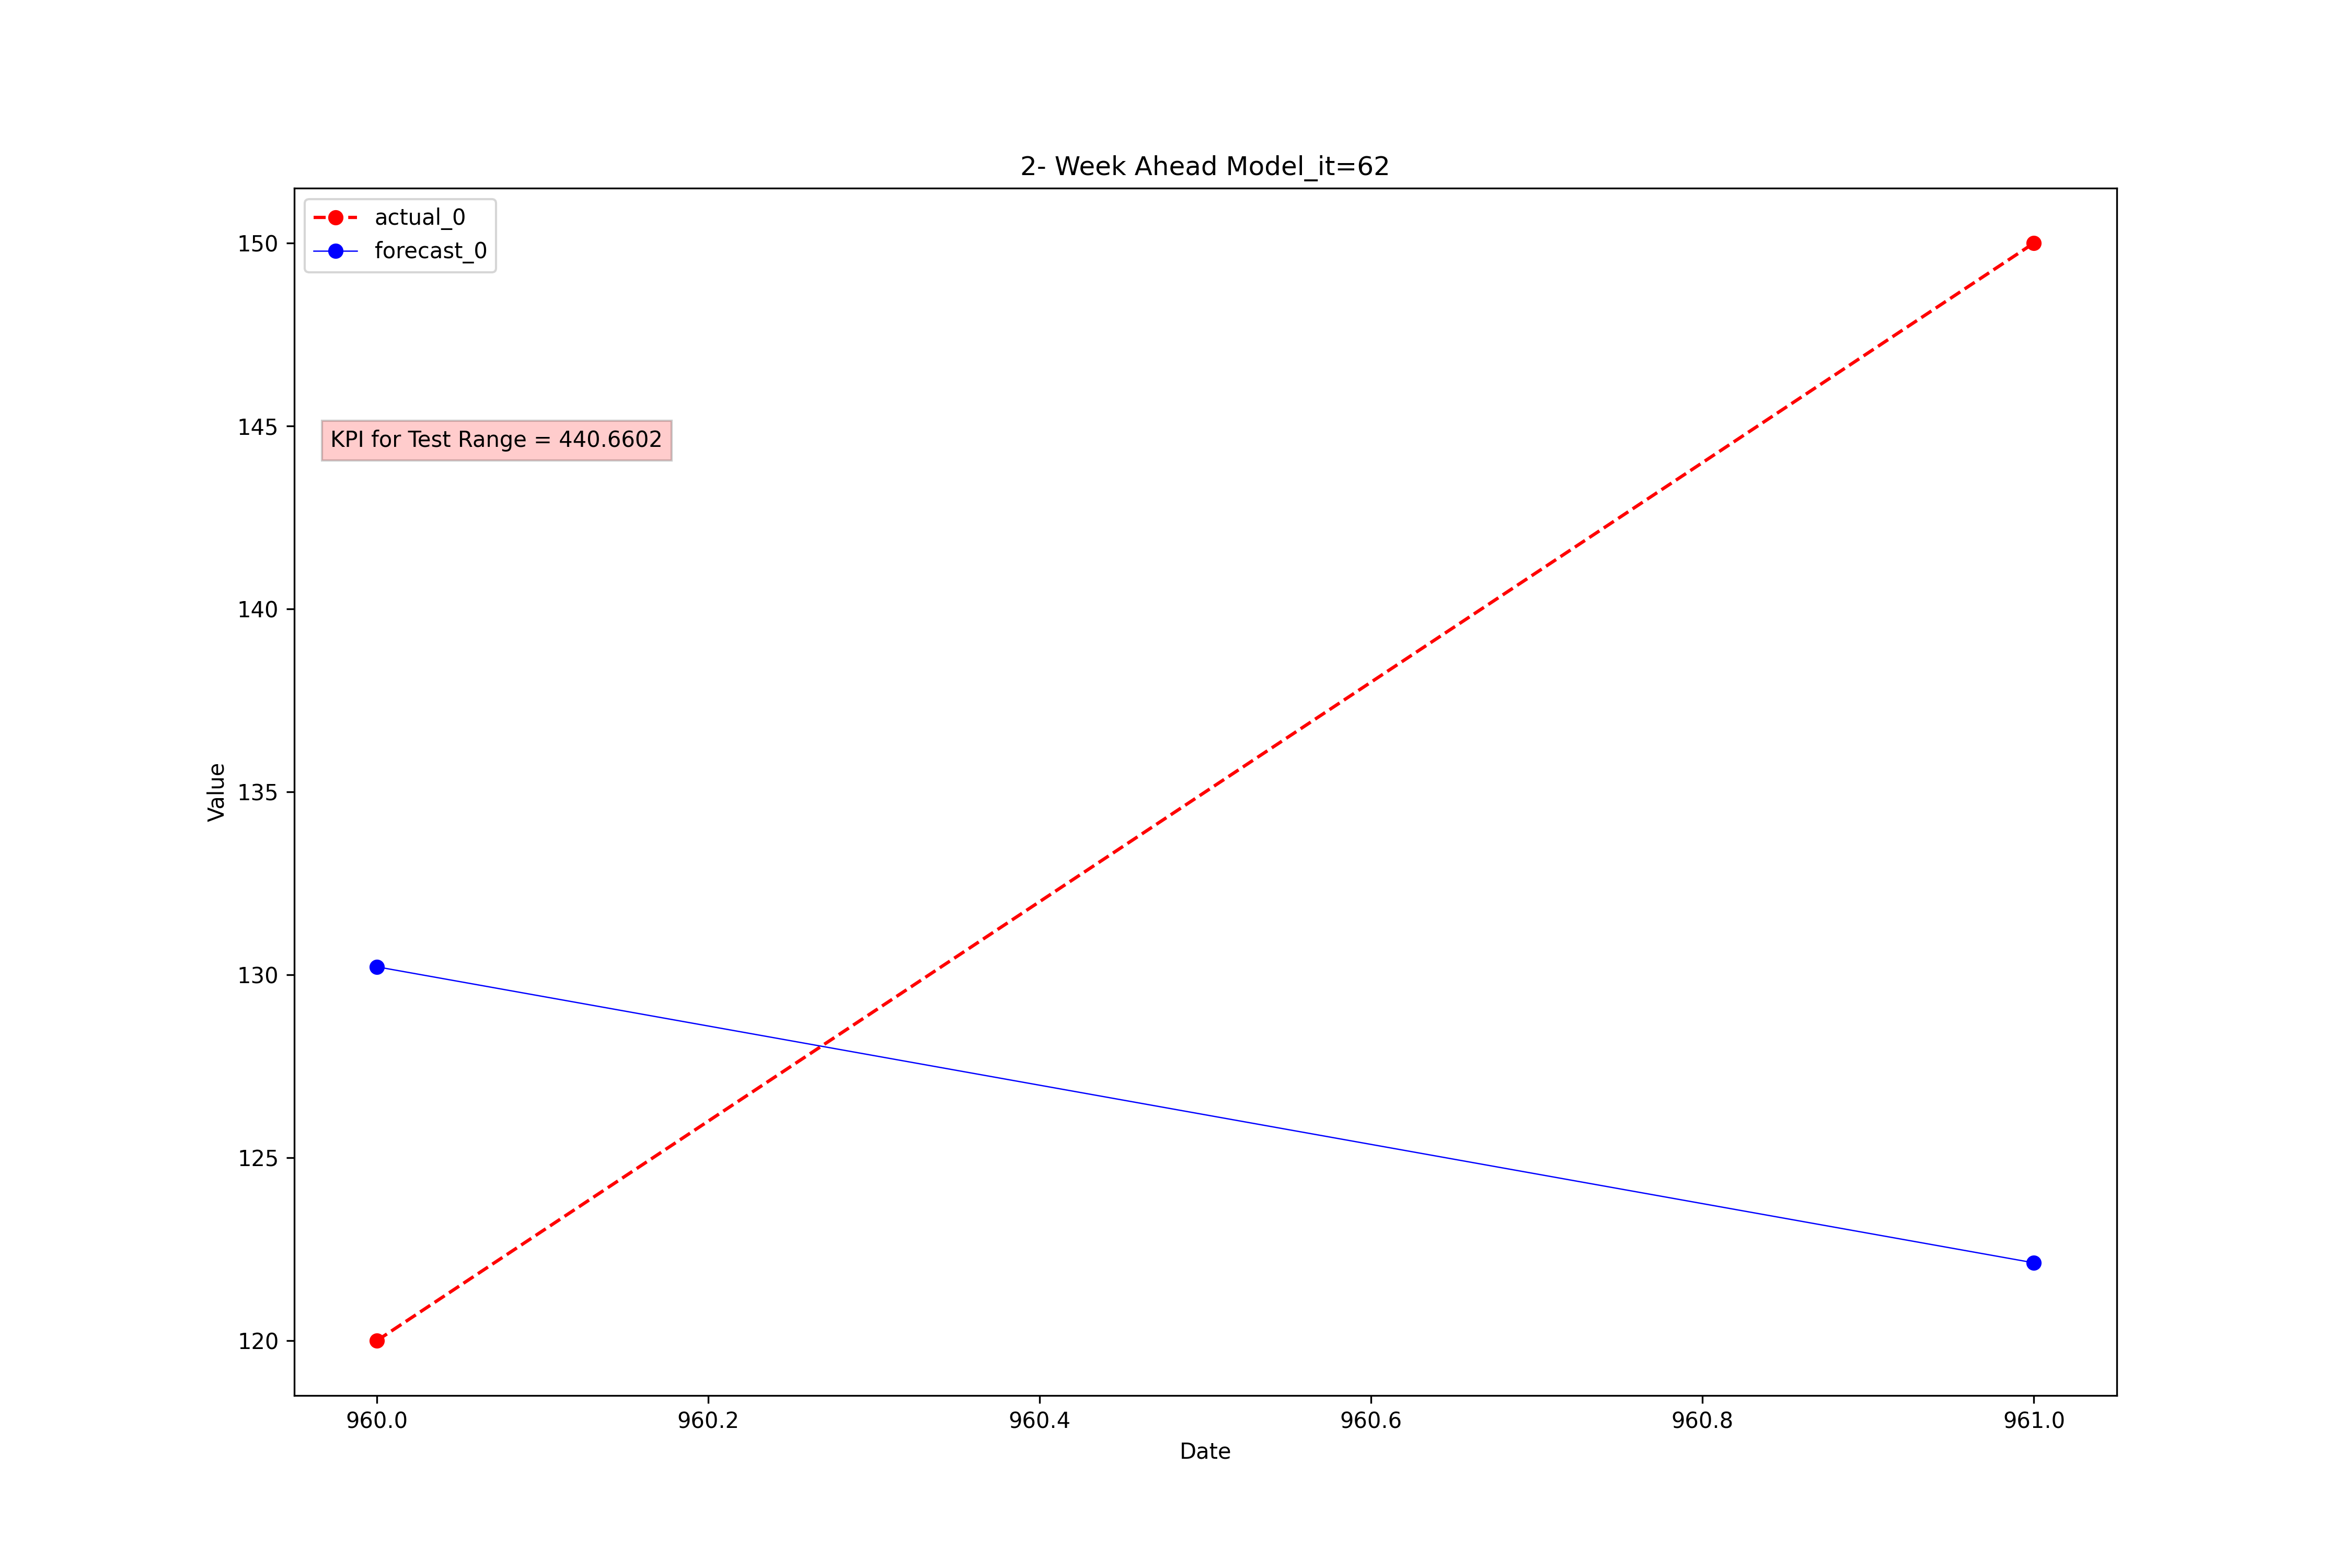 2- Week Ahead Model_it=62
actual_0
forecast_0
KPI for Test Range = 440.6602
150
145
140
135
130
125
120
Value
960.0 960.2 960.4 960.6 960.8 961.0
Date